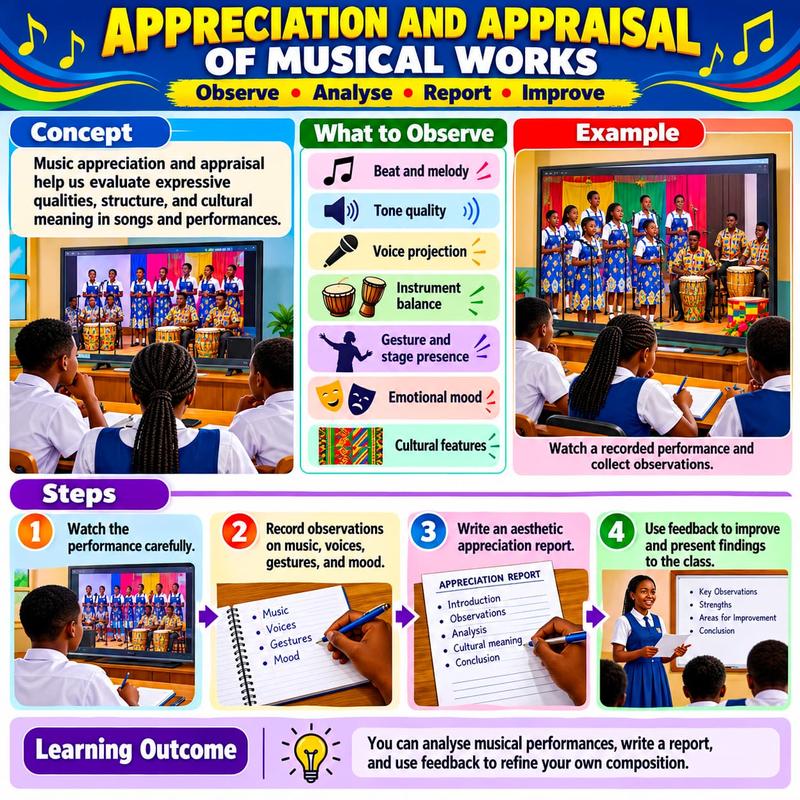 APPRECIATION AND APPRAISAL
OF MUSICAL WORKS
Observe • Analyse • Report • Improve
Concept
Music appreciation and appraisal
help us evaluate expressive
qualities, structure, and cultural
meaning in songs and performances.
What to Observe
Beat and melody
Tone quality
Voice projection
Instrument
balance
Gesture and
stage presence
Emotional mood
Cultural features
Example
Watch a recorded performance and
collect observations.
Steps
1
Watch the
performance carefully.
2
Record observations
on music, voices,
gestures, and mood.
• Music
• Voices
• Gestures
• Mood
3
Write an aesthetic
appreciation report.
APPRECIATION REPORT
• Introduction
• Observations
• Analysis
• Cultural meaning
• Conclusion
4
Use feedback to improve
and present findings
to the class.
• Key Observations
• Strengths
• Areas for Improvement
• Conclusion
Learning Outcome
You can analyse musical performances, write a report,
and use feedback to refine your own composition.